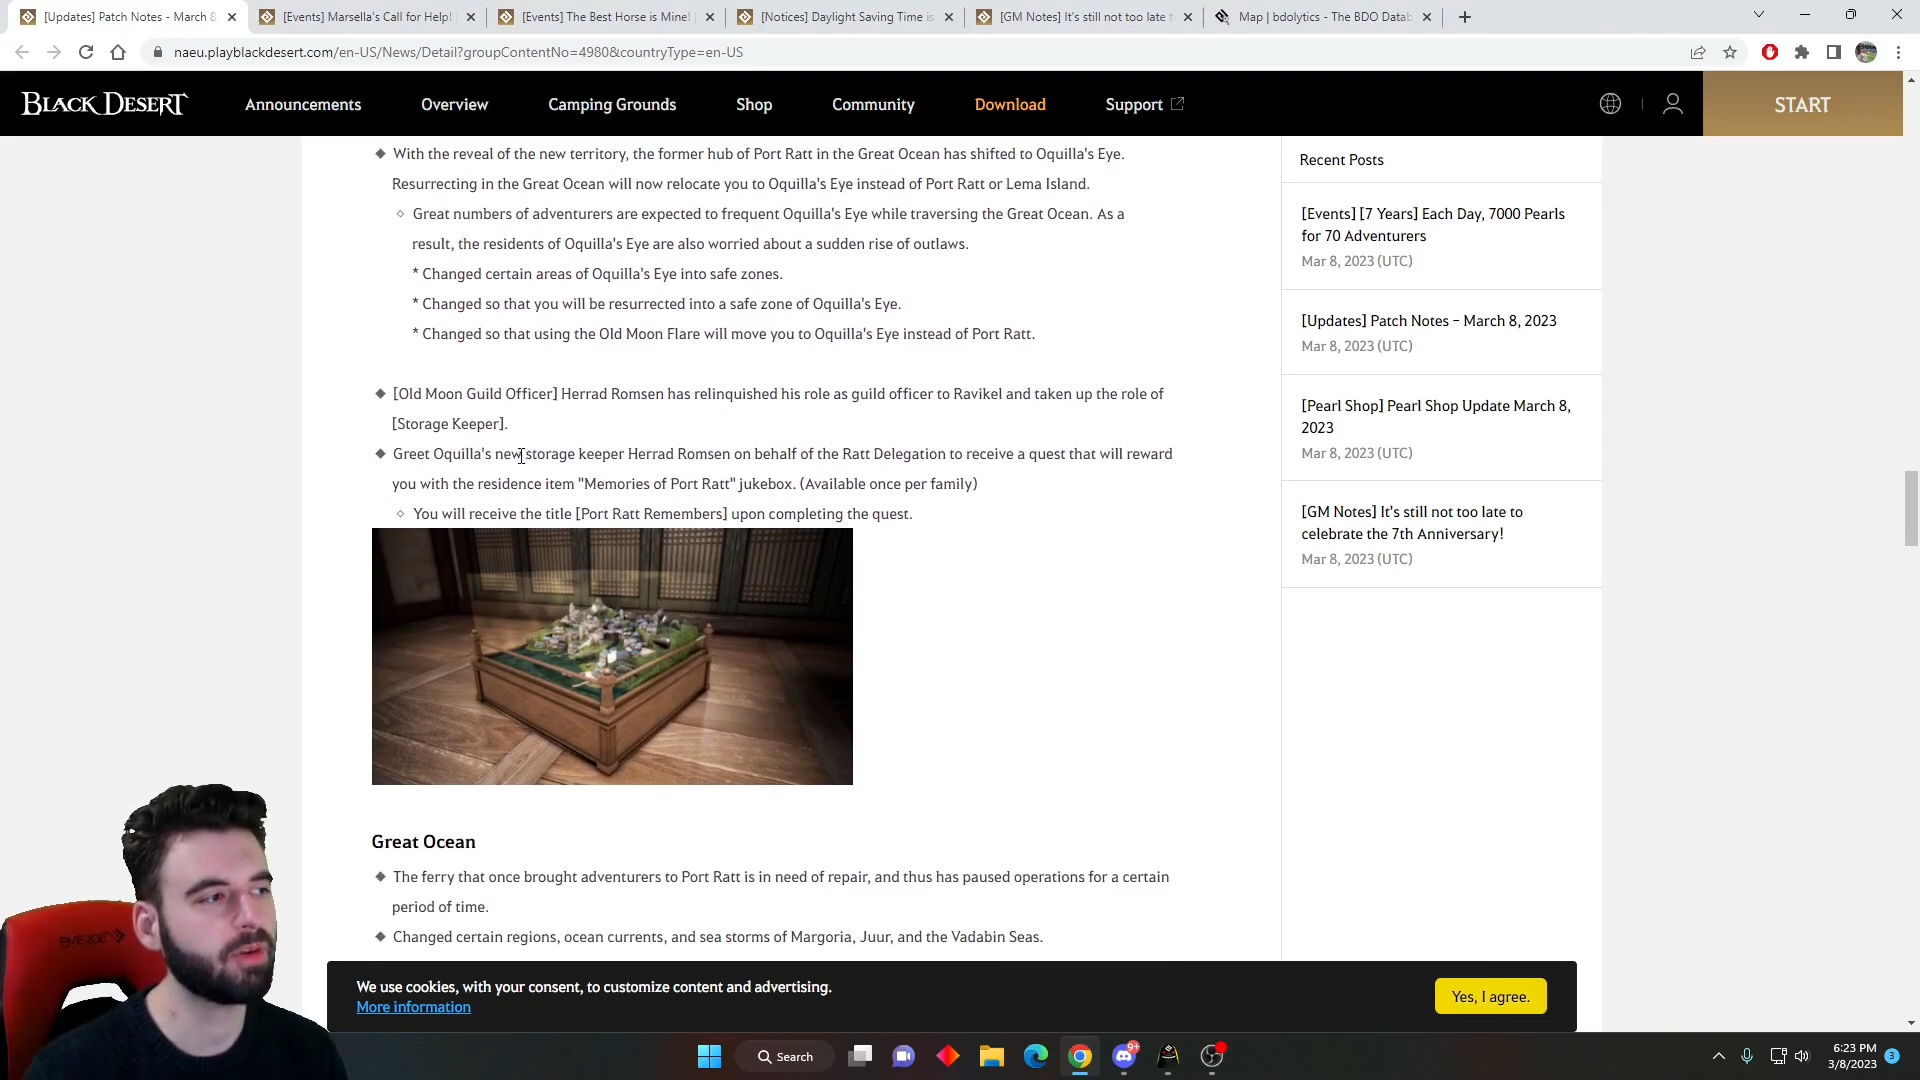 [Updates] Patch Notes - March 8
[Events] Marsella's Call for Help!
[Events] The Best Horse is Mine!
[Notices] Daylight Saving Time is
[GM Notes] It's still not too late t
Map | bdolytics - The BDO Datab
naeu.playblackdesert.com/en-US/News/Detail?groupContentNo=4980&countryType=en-US
BLACK DESERT
Announcements
Overview
Camping Grounds
Shop
Community
Download
Support
START
◆ With the reveal of the new territory, the former hub of Port Ratt in the Great Ocean has shifted to Oquilla's Eye.
Resurrecting in the Great Ocean will now relocate you to Oquilla's Eye instead of Port Ratt or Lema Island.
◇ Great numbers of adventurers are expected to frequent Oquilla's Eye while traversing the Great Ocean. As a
result, the residents of Oquilla's Eye are also worried about a sudden rise of outlaws.
* Changed certain areas of Oquilla's Eye into safe zones.
* Changed so that you will be resurrected into a safe zone of Oquilla's Eye.
* Changed so that using the Old Moon Flare will move you to Oquilla's Eye instead of Port Ratt.
◆ [Old Moon Guild Officer] Herrad Romsen has relinquished his role as guild officer to Ravikel and taken up the role of
[Storage Keeper].
◆ Greet Oquilla's new storage keeper Herrad Romsen on behalf of the Ratt Delegation to receive a quest that will reward
you with the residence item "Memories of Port Ratt" jukebox. (Available once per family)
◇ You will receive the title [Port Ratt Remembers] upon completing the quest.
Great Ocean
◆ The ferry that once brought adventurers to Port Ratt is in need of repair, and thus has paused operations for a certain
period of time.
◆ Changed certain regions, ocean currents, and sea storms of Margoria, Juur, and the Vadabin Seas.
Recent Posts
[Events] [7 Years] Each Day, 7000 Pearls
for 70 Adventurers
Mar 8, 2023 (UTC)
[Updates] Patch Notes – March 8, 2023
Mar 8, 2023 (UTC)
[Pearl Shop] Pearl Shop Update March 8,
2023
Mar 8, 2023 (UTC)
[GM Notes] It's still not too late to
celebrate the 7th Anniversary!
Mar 8, 2023 (UTC)
We use cookies, with your consent, to customize content and advertising.
More information
Yes, I agree.
Search
9+
6:23 PM
3/8/2023
3